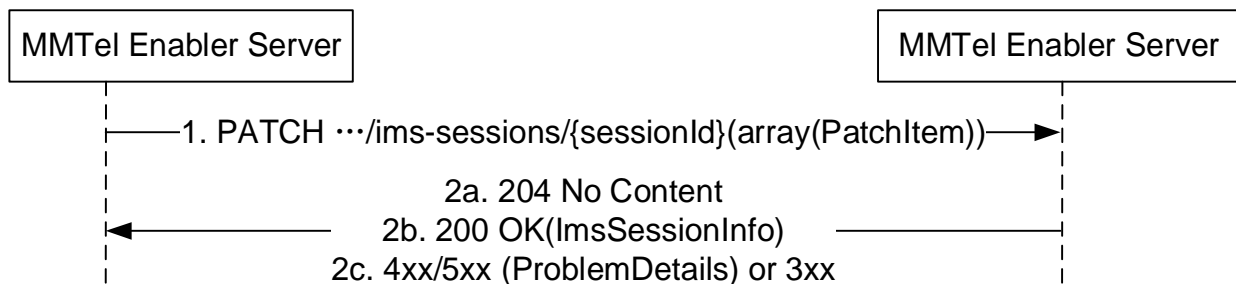 MMTel Enabler Server
MMTel Enabler Server
1. PATCH ⋯/ims-sessions/{sessionId}(array(PatchItem))
2a. 204 No Content
2b. 200 OK(ImsSessionInfo)
2c. 4xx/5xx (ProblemDetails) or 3xx